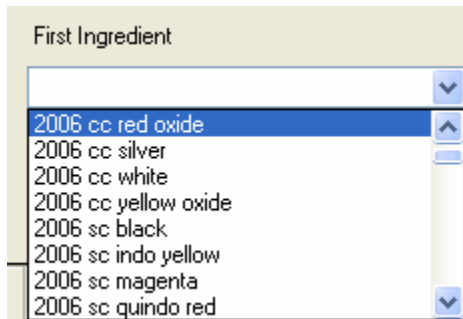 First Ingredient
2006 cc red oxide
2006 cc silver
2006 cc white
2006 cc yellow oxide
2006 sc black
2006 sc indo yellow
2006 sc magenta
2006 sc quindo red